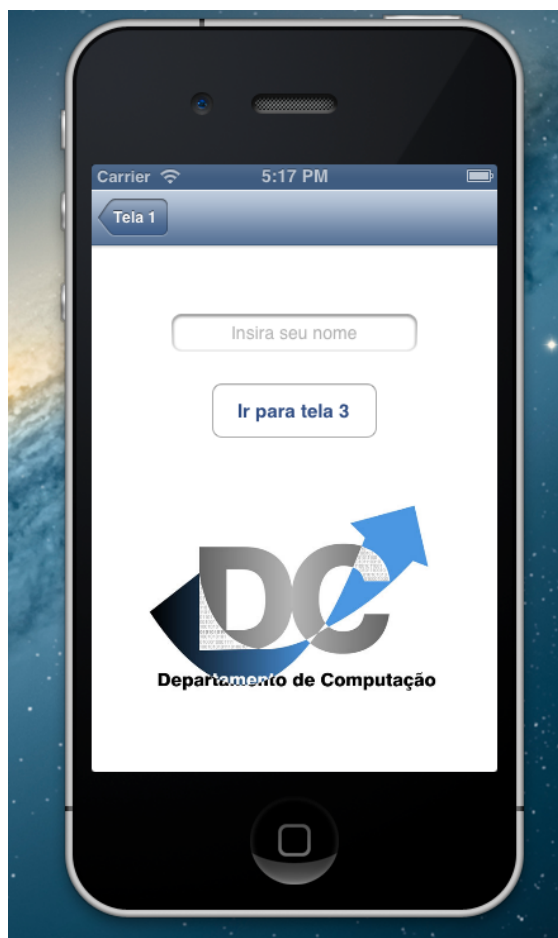 Carrier 5:17 PM
Tela 1
Insira seu nome
Ir para tela 3
DC
Departamento de Computação